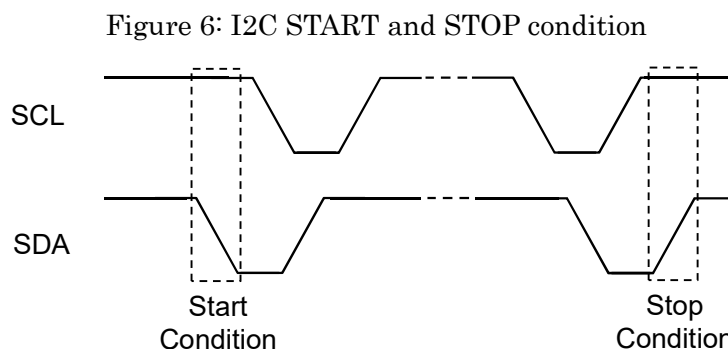 Figure 6: I2C START and STOP condition
SCL
SDA
Start
Condition
Stop
Condition